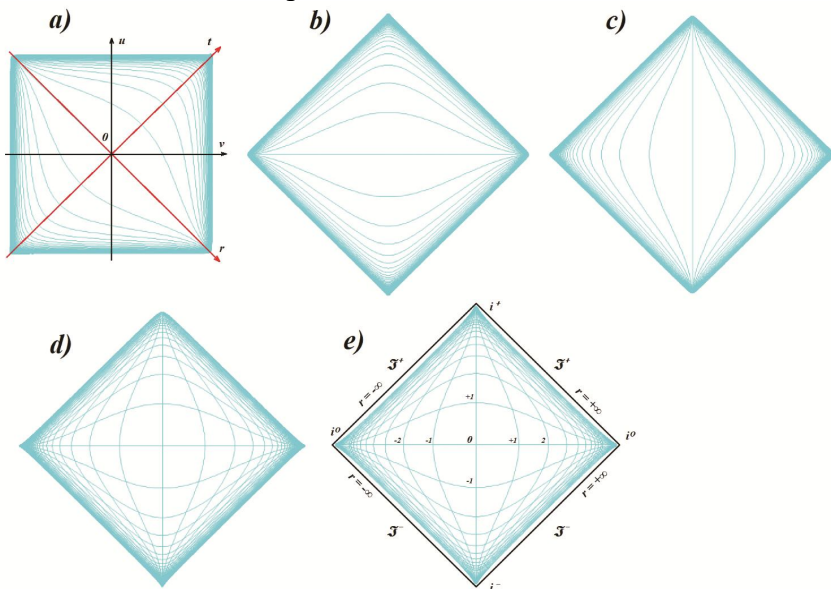 a)
u
t
0
v
r
b)
c)
d)
e)
i⁺
ℑ⁺
ℑ⁺
r = -∞
r = +∞
+1
i⁰
-2
-1
0
+1
2
i⁰
-1
r = -∞
r = +∞
ℑ⁻
ℑ⁻
i⁻